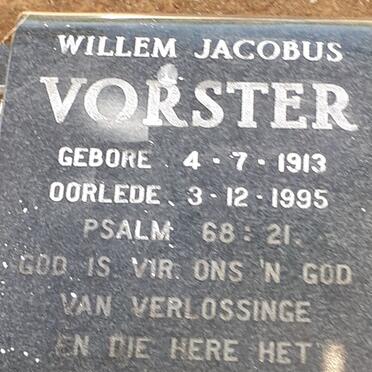 WILLEM JACOBUS
VORSTER
GEBORE 4-7-1913
OORLEDE 3-12-1995
PSALM 68:21.
GOD IS VIR ONS 'N GOD
VAN VERLOSSINGE
EN DIE HERE HET